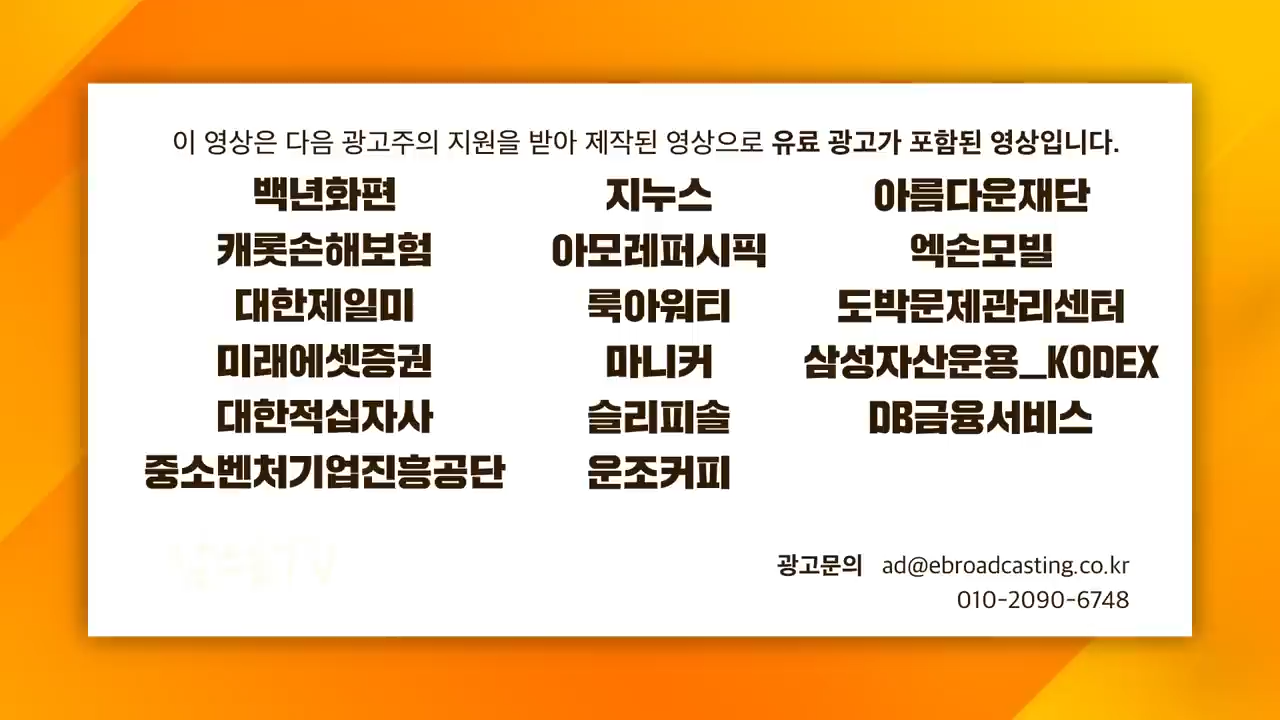 이 영상은 다음 광고주의 지원을 받아 제작된 영상으로 유료 광고가 포함된 영상입니다.
백년화편 지누스 아름다운재단
캐롯손해보험 아모레퍼시픽 엑손모빌
대한제일미 룩아워티 도박문제관리센터
미래에셋증권 마니커 삼성자산운용_KODEX
대한적십자사 슬리피솔 DB금융서비스
중소벤처기업진흥공단 운조커피
광고문의 ad@ebroadcasting.co.kr
010-2090-6748